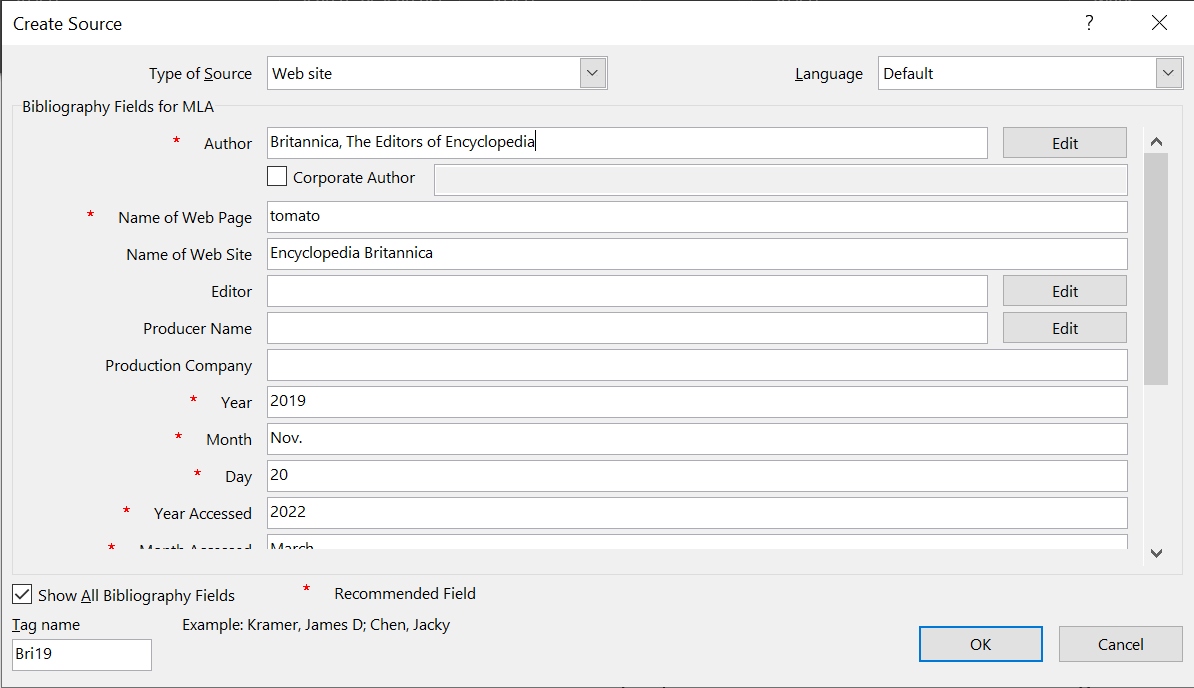 Create Source ?
Type of Source Web site Language Default
Bibliography Fields for MLA
* Author Britannica, The Editors of Encyclopedia Edit
Corporate Author
* Name of Web Page tomato
Name of Web Site Encyclopedia Britannica
Editor Edit
Producer Name Edit
Production Company
* Year 2019
* Month Nov.
* Day 20
* Year Accessed 2022
* Month Accessed March
Show All Bibliography Fields * Recommended Field
Tag name Example: Kramer, James D; Chen, Jacky
Bri19 OK Cancel